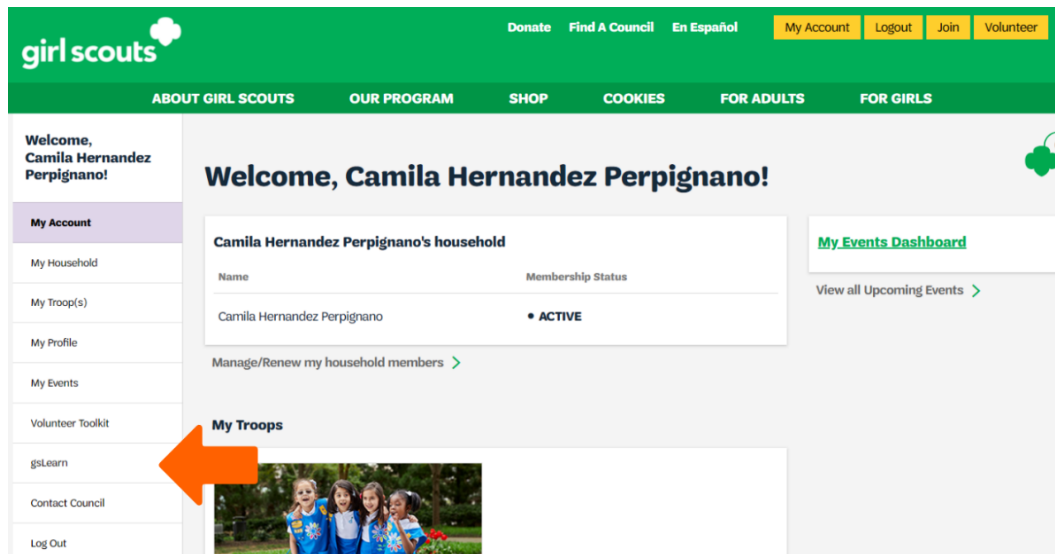 girl scouts
Donate Find A Council En Español My Account Logout Join Volunteer
ABOUT GIRL SCOUTS OUR PROGRAM SHOP COOKIES FOR ADULTS FOR GIRLS
Welcome,
Camila Hernandez
Perpignano!
My Account
My Household
My Troop(s)
My Profile
My Events
Volunteer Toolkit
gsLearn
Contact Council
Log Out
Welcome, Camila Hernandez Perpignano!
Camila Hernandez Perpignano's household
Name Membership Status
Camila Hernandez Perpignano • ACTIVE
Manage/Renew my household members >
My Troops
My Events Dashboard
View all Upcoming Events >